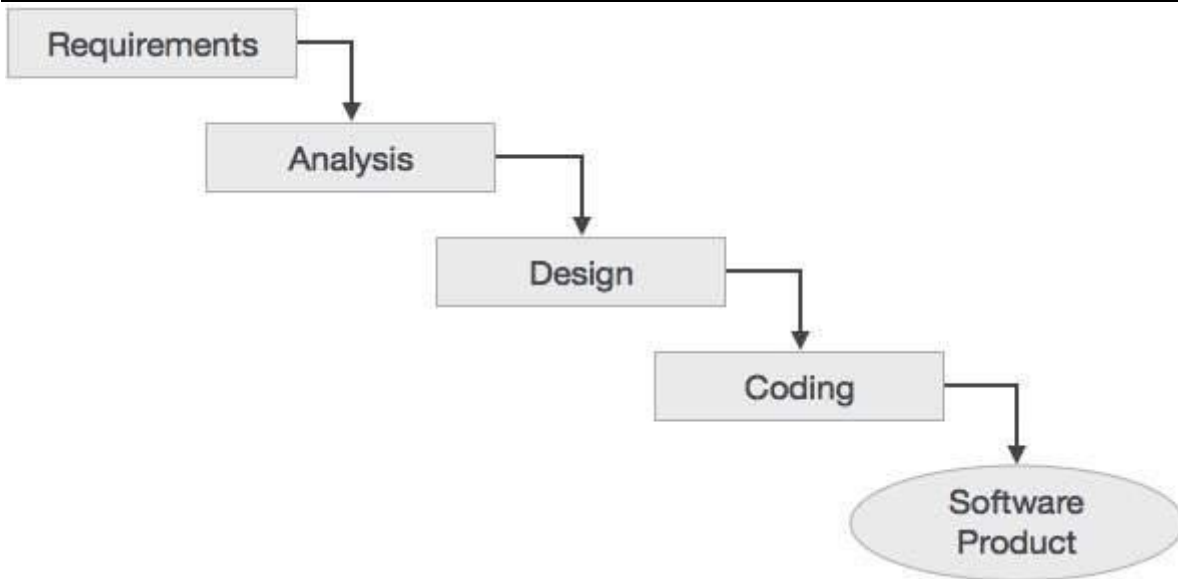 Requirements
Analysis
Design
Coding
Software
Product